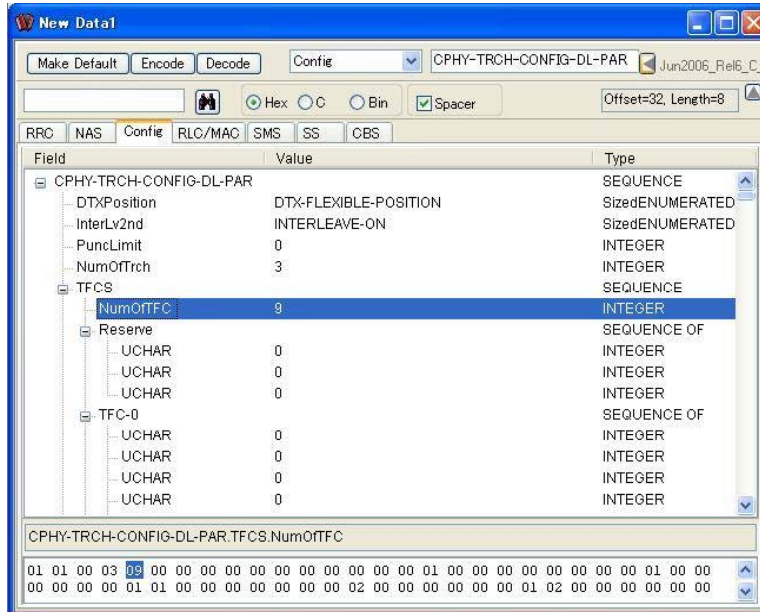 New Data1
Make Default Encode Decode Config CPHY-TRCH-CONFIG-DL-PAR Jun2006_Rel6_C_
Hex C Bin Spacer Offset=32, Length=8
RRC NAS Config RLC/MAC SMS SS CBS
Field Value Type
CPHY-TRCH-CONFIG-DL-PAR SEQUENCE
DTXPosition DTX-FLEXIBLE-POSITION SizedENUMERATED
InterLv2nd INTERLEAVE-ON SizedENUMERATED
PuncLimit 0 INTEGER
NumOfTrch 3 INTEGER
TFCS SEQUENCE
NumOfTFC 9 INTEGER
Reserve SEQUENCE OF
UCHAR 0 INTEGER
UCHAR 0 INTEGER
UCHAR 0 INTEGER
TFC-0 SEQUENCE OF
UCHAR 0 INTEGER
UCHAR 0 INTEGER
UCHAR 0 INTEGER
UCHAR 0 INTEGER
CPHY-TRCH-CONFIG-DL-PAR.TFCS.NumOfTFC
01 01 00 03 09 00 00 00 00 00 00 00 00 00 00 00 01 00 00 00 00 00 00 00 00 01 00 00
00 00 00 00 01 01 00 00 00 00 00 00 00 02 00 00 00 00 00 00 01 02 00 00 00 00 00 00